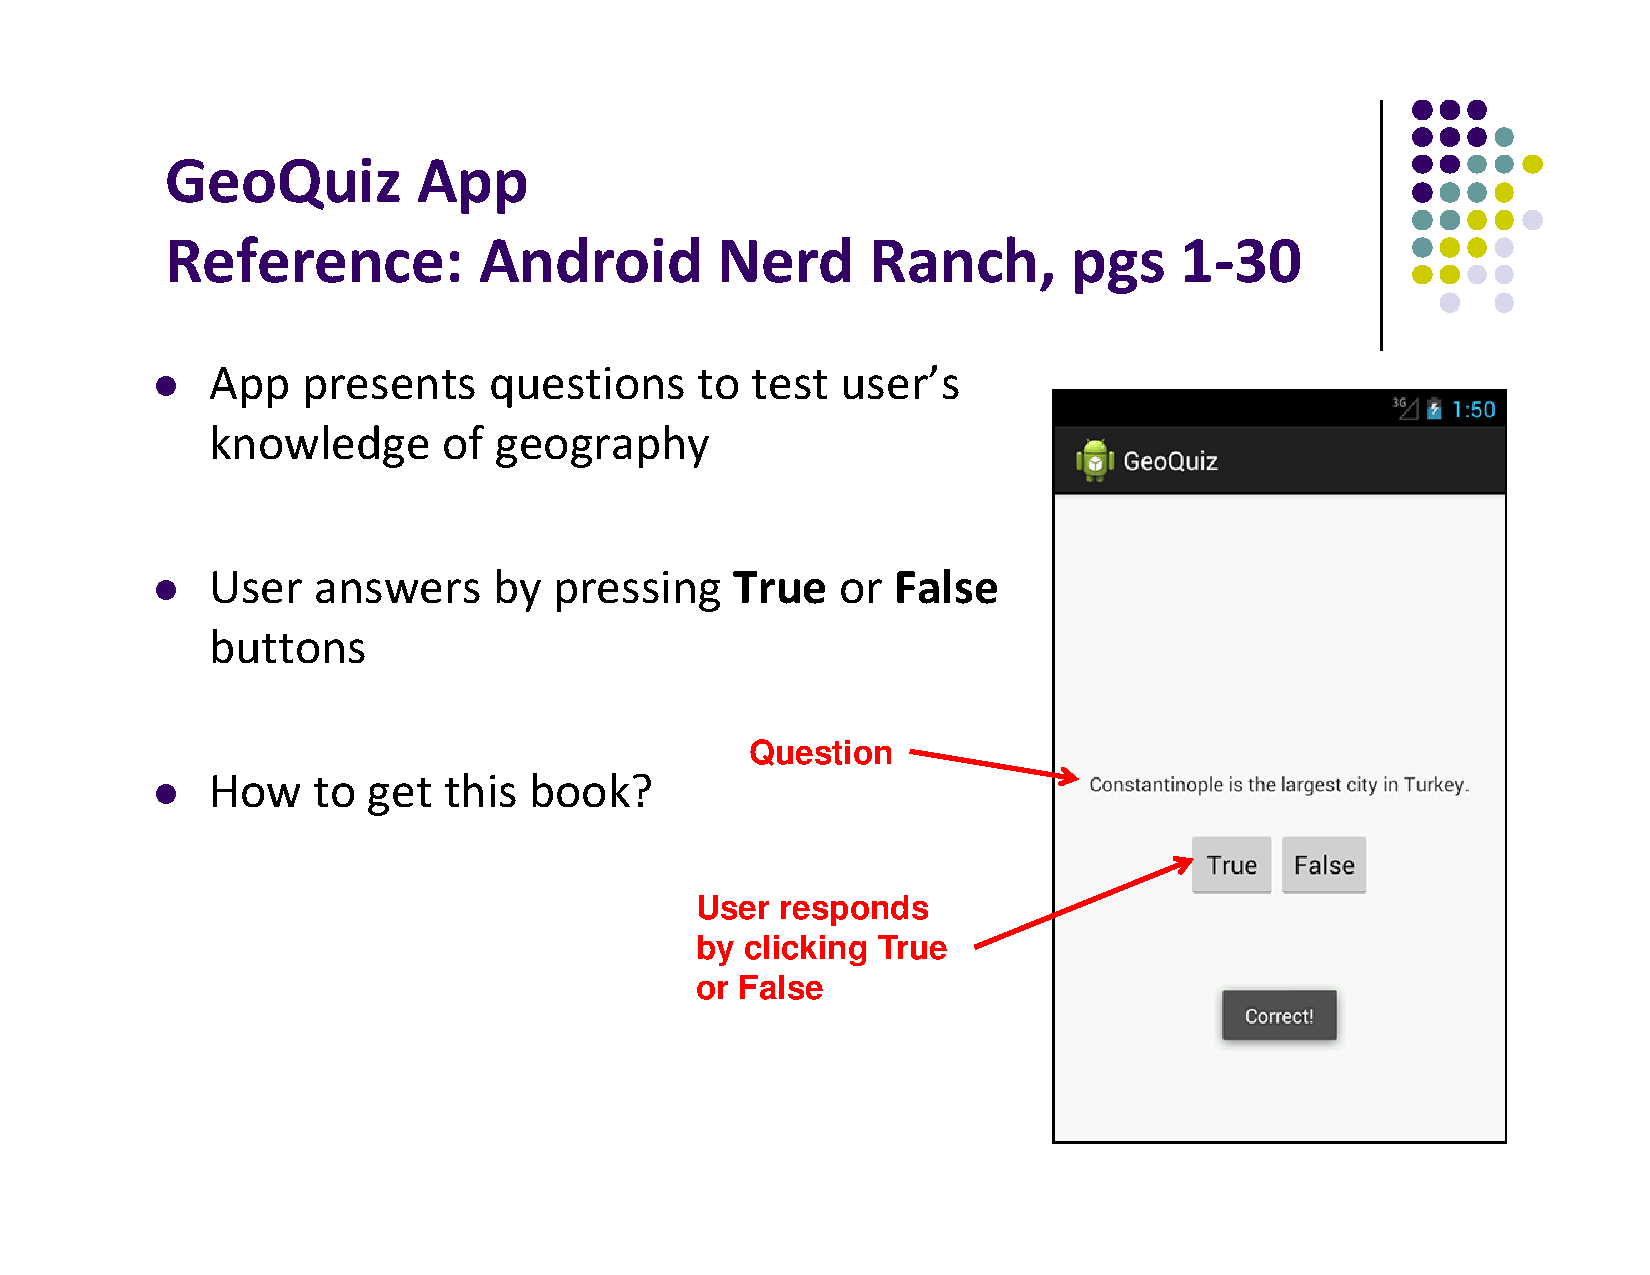 GeoQuiz App
Reference: Android Nerd Ranch, pgs 1-30
App presents questions to test user’s
knowledge of geography
User answers by pressing True or False
buttons
How to get this book?
Question
User responds
by clicking True
or False
3G 1:50
GeoQuiz
Constantinople is the largest city in Turkey.
True False
Correct!